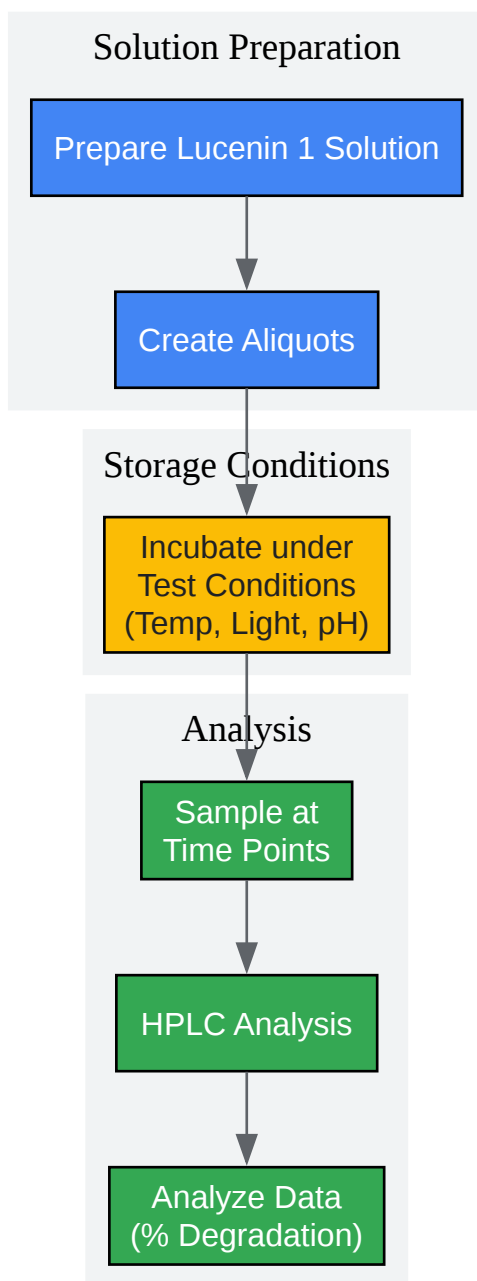 Solution Preparation
Prepare Lucenin 1 Solution
Create Aliquots
Storage Conditions
Incubate under
Test Conditions
(Temp, Light, pH)
Analysis
Sample at
Time Points
HPLC Analysis
Analyze Data
(% Degradation)